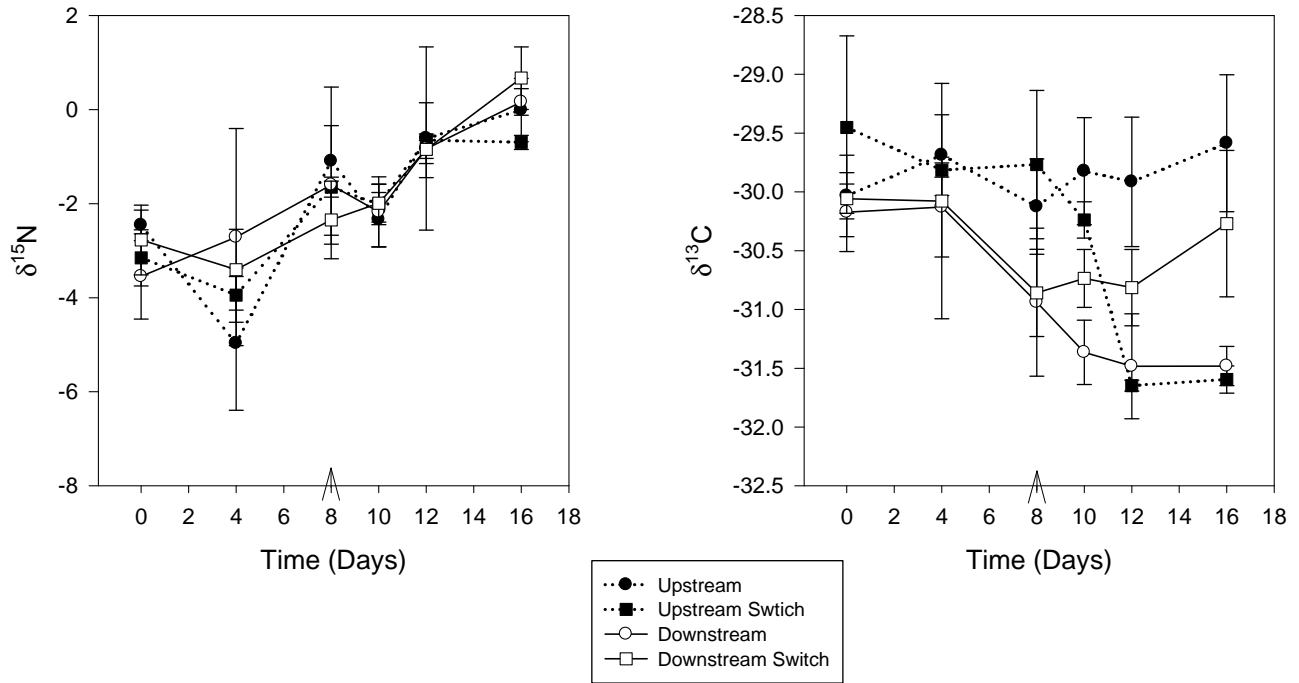 2
0
-2
-4
-6
-8
δ15N
0 4 8 10 12 14 16 18
2 6
Time (Days)
-28.5
-29.0
-29.5
-30.0
-30.5
-31.0
-31.5
-32.0
-32.5
δ13C
0 2 4 6 8 10 12 14 16 18
Time (Days)
Upstream
Upstream Swtich
Downstream
Downstream Switch